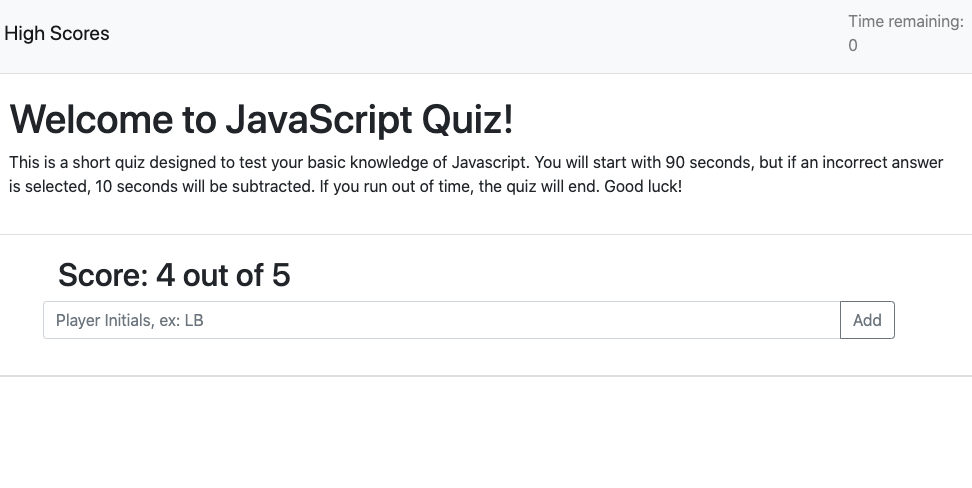 High Scores
Time remaining:
0
Welcome to JavaScript Quiz!
This is a short quiz designed to test your basic knowledge of Javascript. You will start with 90 seconds, but if an incorrect answer
is selected, 10 seconds will be subtracted. If you run out of time, the quiz will end. Good luck!
Score: 4 out of 5
Player Initials, ex: LB
Add